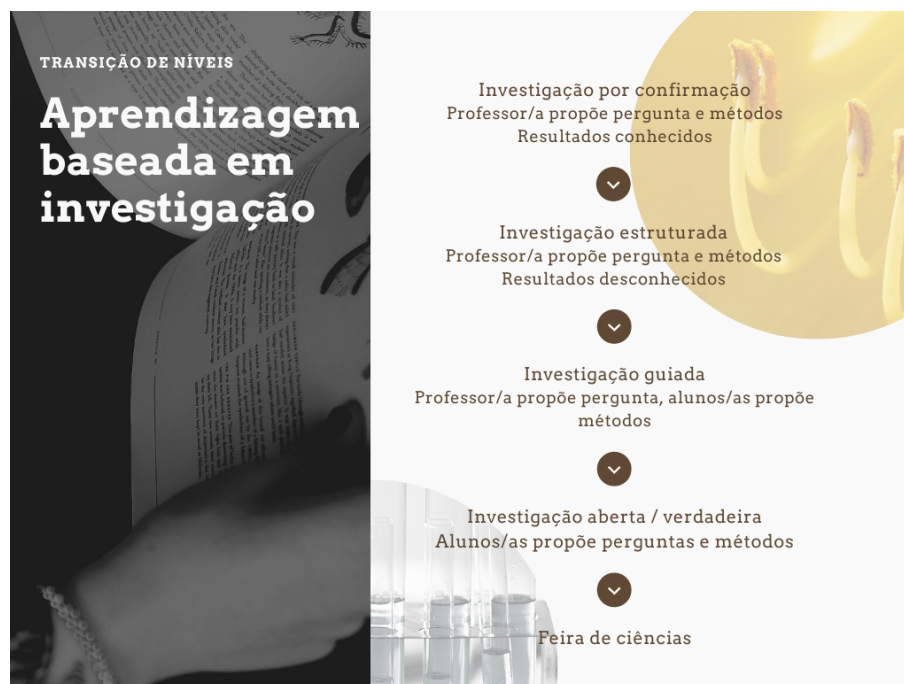 TRANSIÇÃO DE NÍVEIS
Aprendizagem
baseada em
investigação
Investigação por confirmação
Professor/a propõe pergunta e métodos
Resultados conhecidos
Investigação estruturada
Professor/a propõe pergunta e métodos
Resultados desconhecidos
Investigação guiada
Professor/a propõe pergunta, alunos/as propõe
métodos
Investigação aberta / verdadeira
Alunos/as propõe perguntas e métodos
Feira de ciências